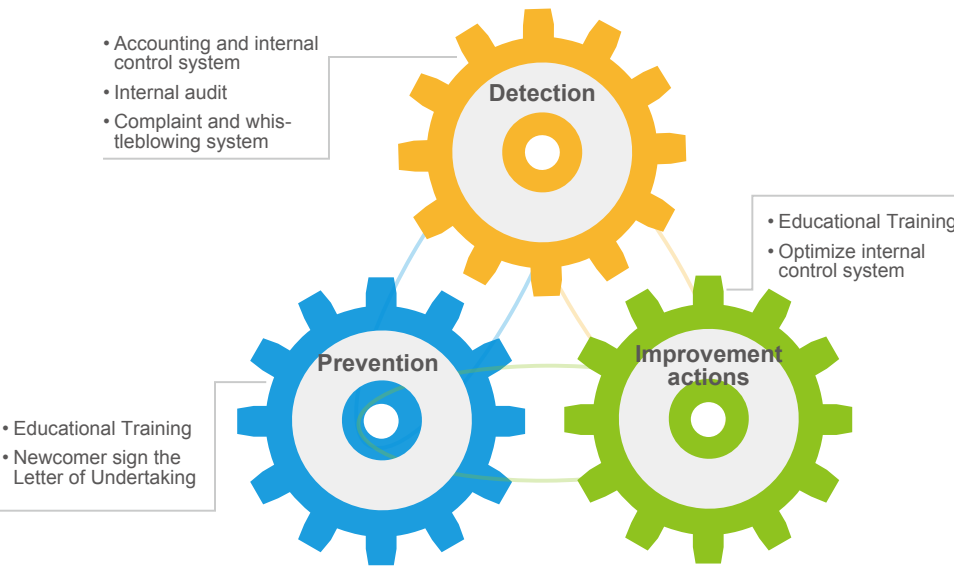 • Accounting and internal
control system
• Internal audit
• Complaint and whis-
tleblowing system
Detection
• Educational Training
• Optimize internal
control system
Prevention
Improvement
actions
• Educational Training
• Newcomer sign the
Letter of Undertaking